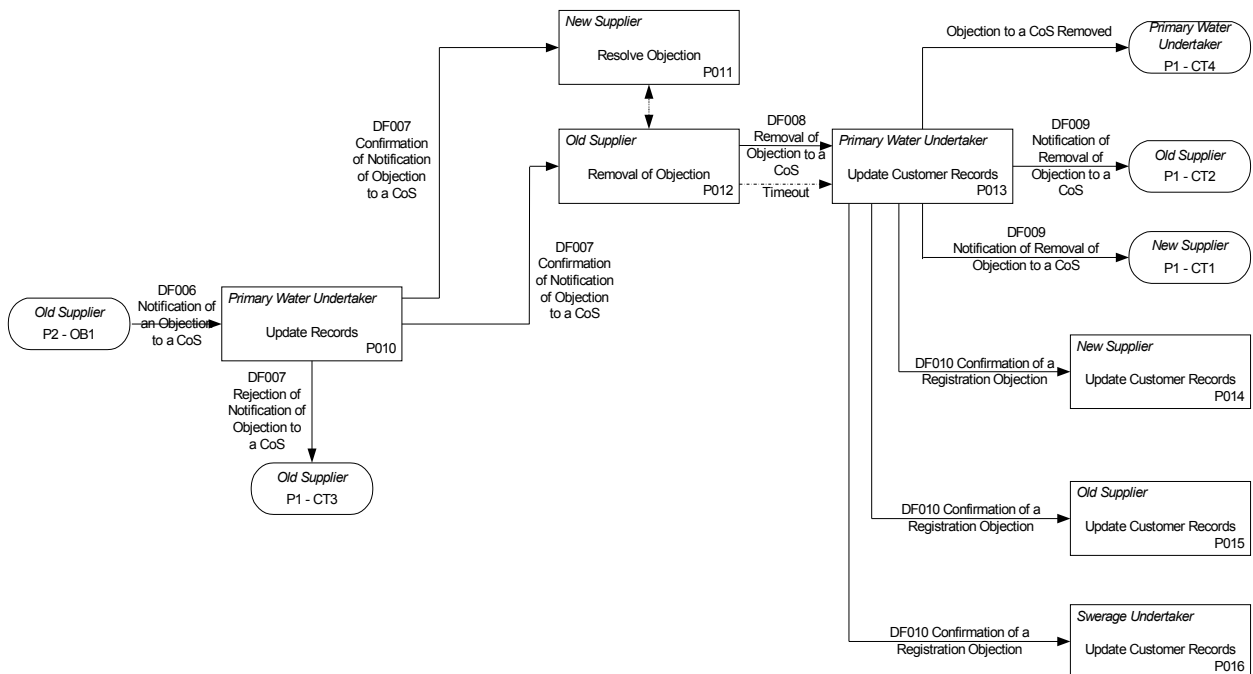 New Supplier
Resolve Objection
P011
Objection to a CoS Removed
Primary Water
Undertaker
P1 - CT4
DF007
Confirmation
of Notification
of Objection
to a CoS
Old Supplier
Removal of Objection
P012
DF008
Removal of
Objection to a
CoS
Timeout
Primary Water Undertaker
Update Customer Records
P013
DF009
Notification of
Removal of
Objection to a
CoS
Old Supplier
P1 - CT2
DF007
Confirmation
of Notification
of Objection
to a CoS
DF009
Notification of Removal of
Objection to a CoS
New Supplier
P1 - CT1
Old Supplier
P2 - OB1
DF006
Notification of
an Objection
to a CoS
Primary Water Undertaker
Update Records
P010
DF007
Rejection of
Notification of
Objection to
a CoS
Old Supplier
P1 - CT3
DF010 Confirmation of a
Registration Objection
New Supplier
Update Customer Records
P014
DF010 Confirmation of a
Registration Objection
Old Supplier
Update Customer Records
P015
DF010 Confirmation of a
Registration Objection
Swerage Undertaker
Update Customer Records
P016